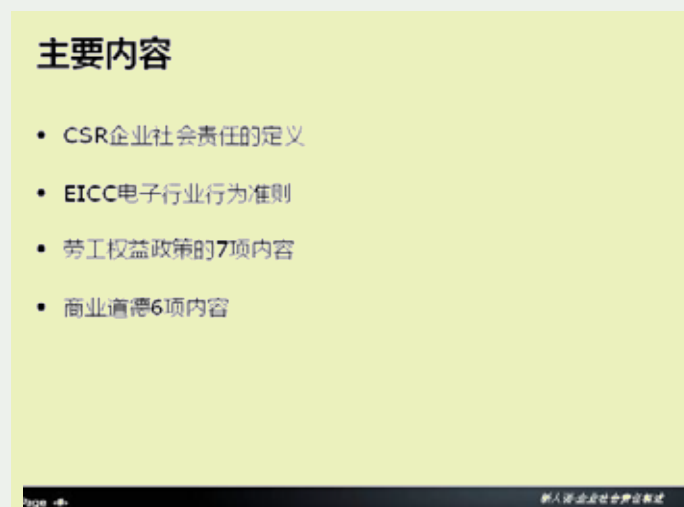 主要内容
• CSR企业社会责任的定义
• EICC电子行业行为准则
• 劳工权益政策的7项内容
• 商业道德6项内容
Page ‹#›